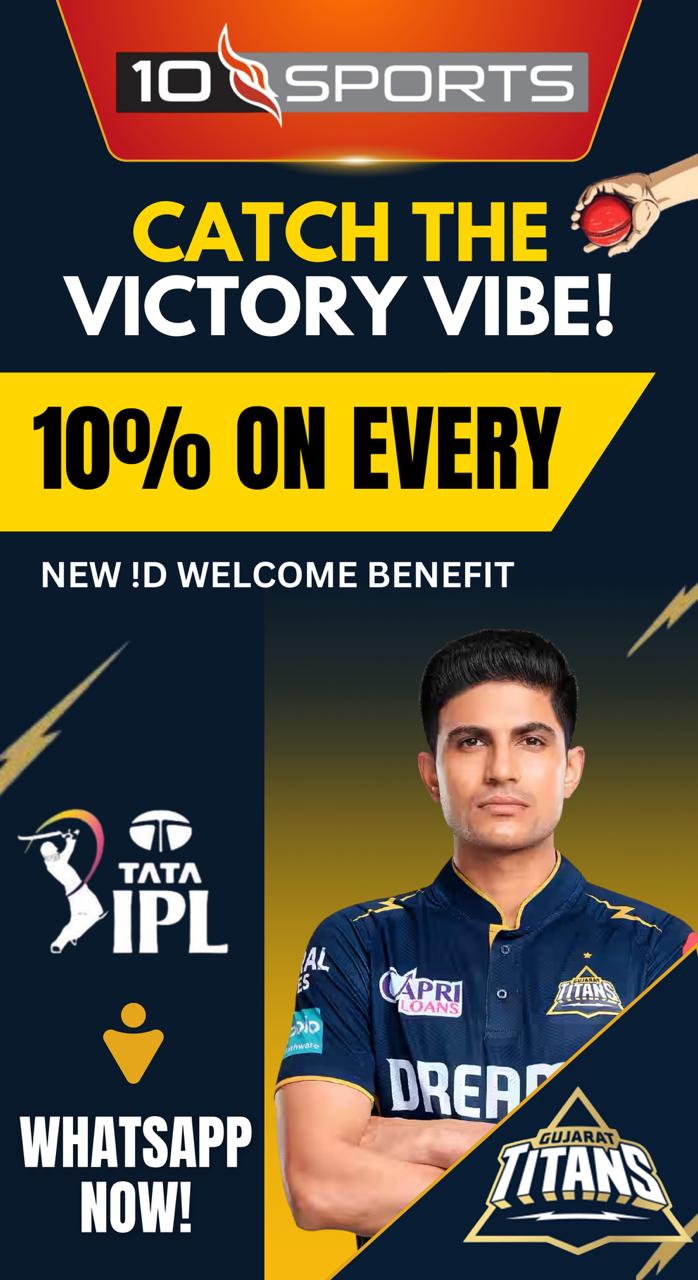 10 SPORTS
CATCH THE
VICTORY VIBE!
10% ON EVERY
NEW !D WELCOME BENEFIT
TATA
IPL
WHATSAPP
NOW!
CAPRI
LOANS
GUJARAT
TITANS
DREAM
GUJARAT
TITANS